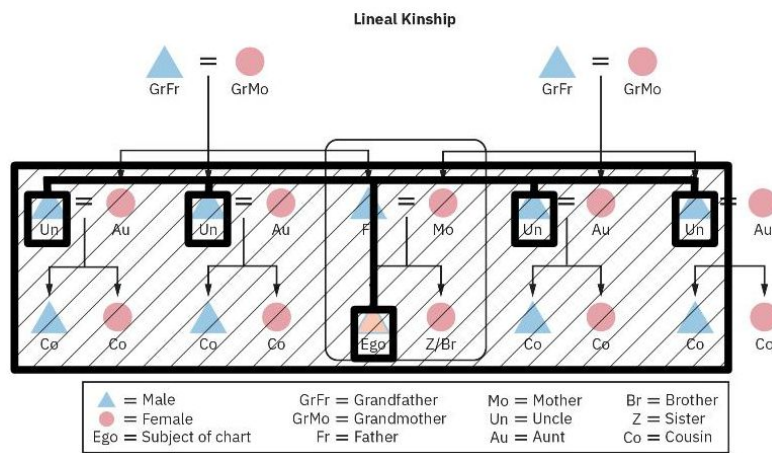 Lineal Kinship
GrFr = GrMo GrFr = GrMo
Un = Au Un = Au F = Mo Un = Au Un = Au
Co Co Co Co Ego Z/Br Co Co Co Co
= Male GrFr = Grandfather Mo = Mother Br = Brother
= Female GrMo = Grandmother Un = Uncle Z = Sister
Ego = Subject of chart Fr = Father Au = Aunt Co = Cousin